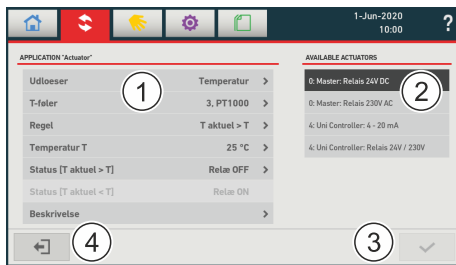 1-Jun-2020
10:00
?
APPLICATION "Actuator"
Udloeser Temperatur >
T-føler 3, PT1000 >
Regel T aktuel > T >
Temperatur T 25 °C >
Status [T aktuel > T] Relæ OFF >
Status [T aktuel < T] Relæ ON
Beskrivelse >
1
AVAILABLE ACTUATORS
0: Master: Relais 24V DC
0: Master: Relais 230V AC
4: Uni Controller: 4 - 20 mA
4: Uni Controller: Relais 24V / 230V
2
4
3